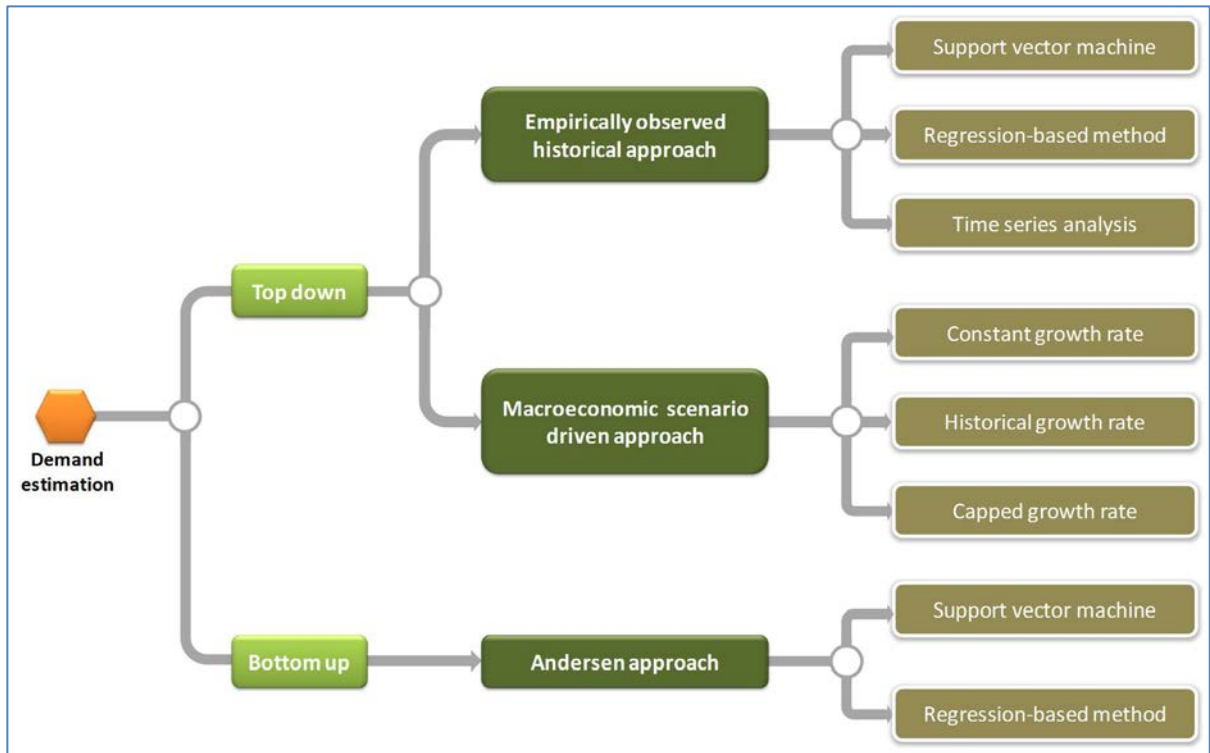 Demand
estimation
Top down
Empirically observed
historical approach
Support vector machine
Regression-based method
Time series analysis
Macroeconomic scenario
driven approach
Constant growth rate
Historical growth rate
Capped growth rate
Bottom up
Andersen approach
Support vector machine
Regression-based method